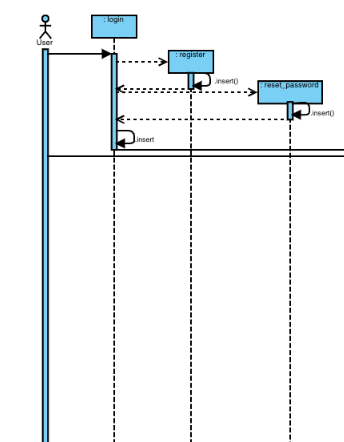 : login
User
: register
.insert()
: reset_password
.insert()
.insert